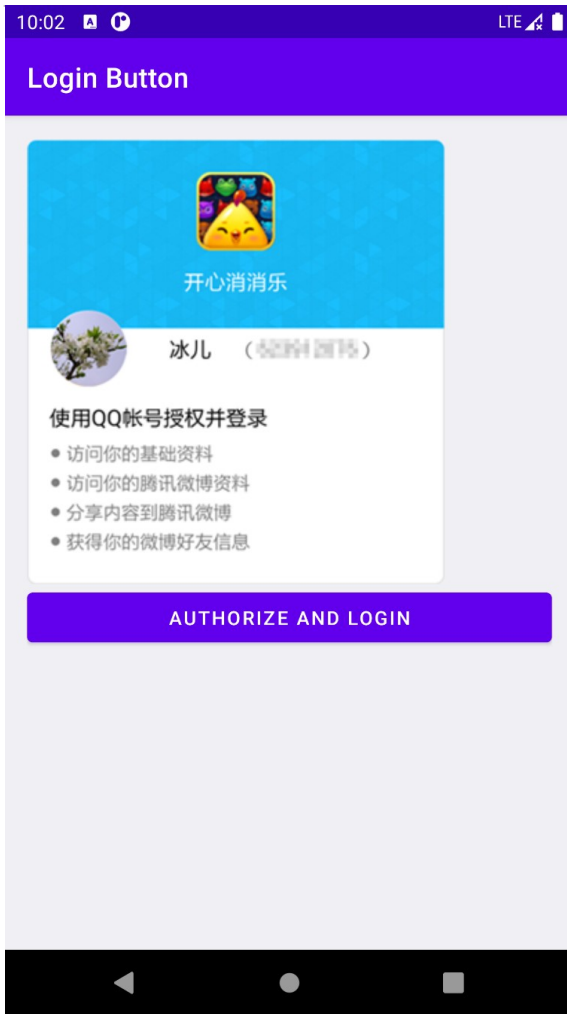 10:02
LTE
Login Button
开心消消乐
冰儿 （ ）
使用QQ帐号授权并登录
● 访问你的基础资料
● 访问你的腾讯微博资料
● 分享内容到腾讯微博
● 获得你的微博好友信息
AUTHORIZE AND LOGIN